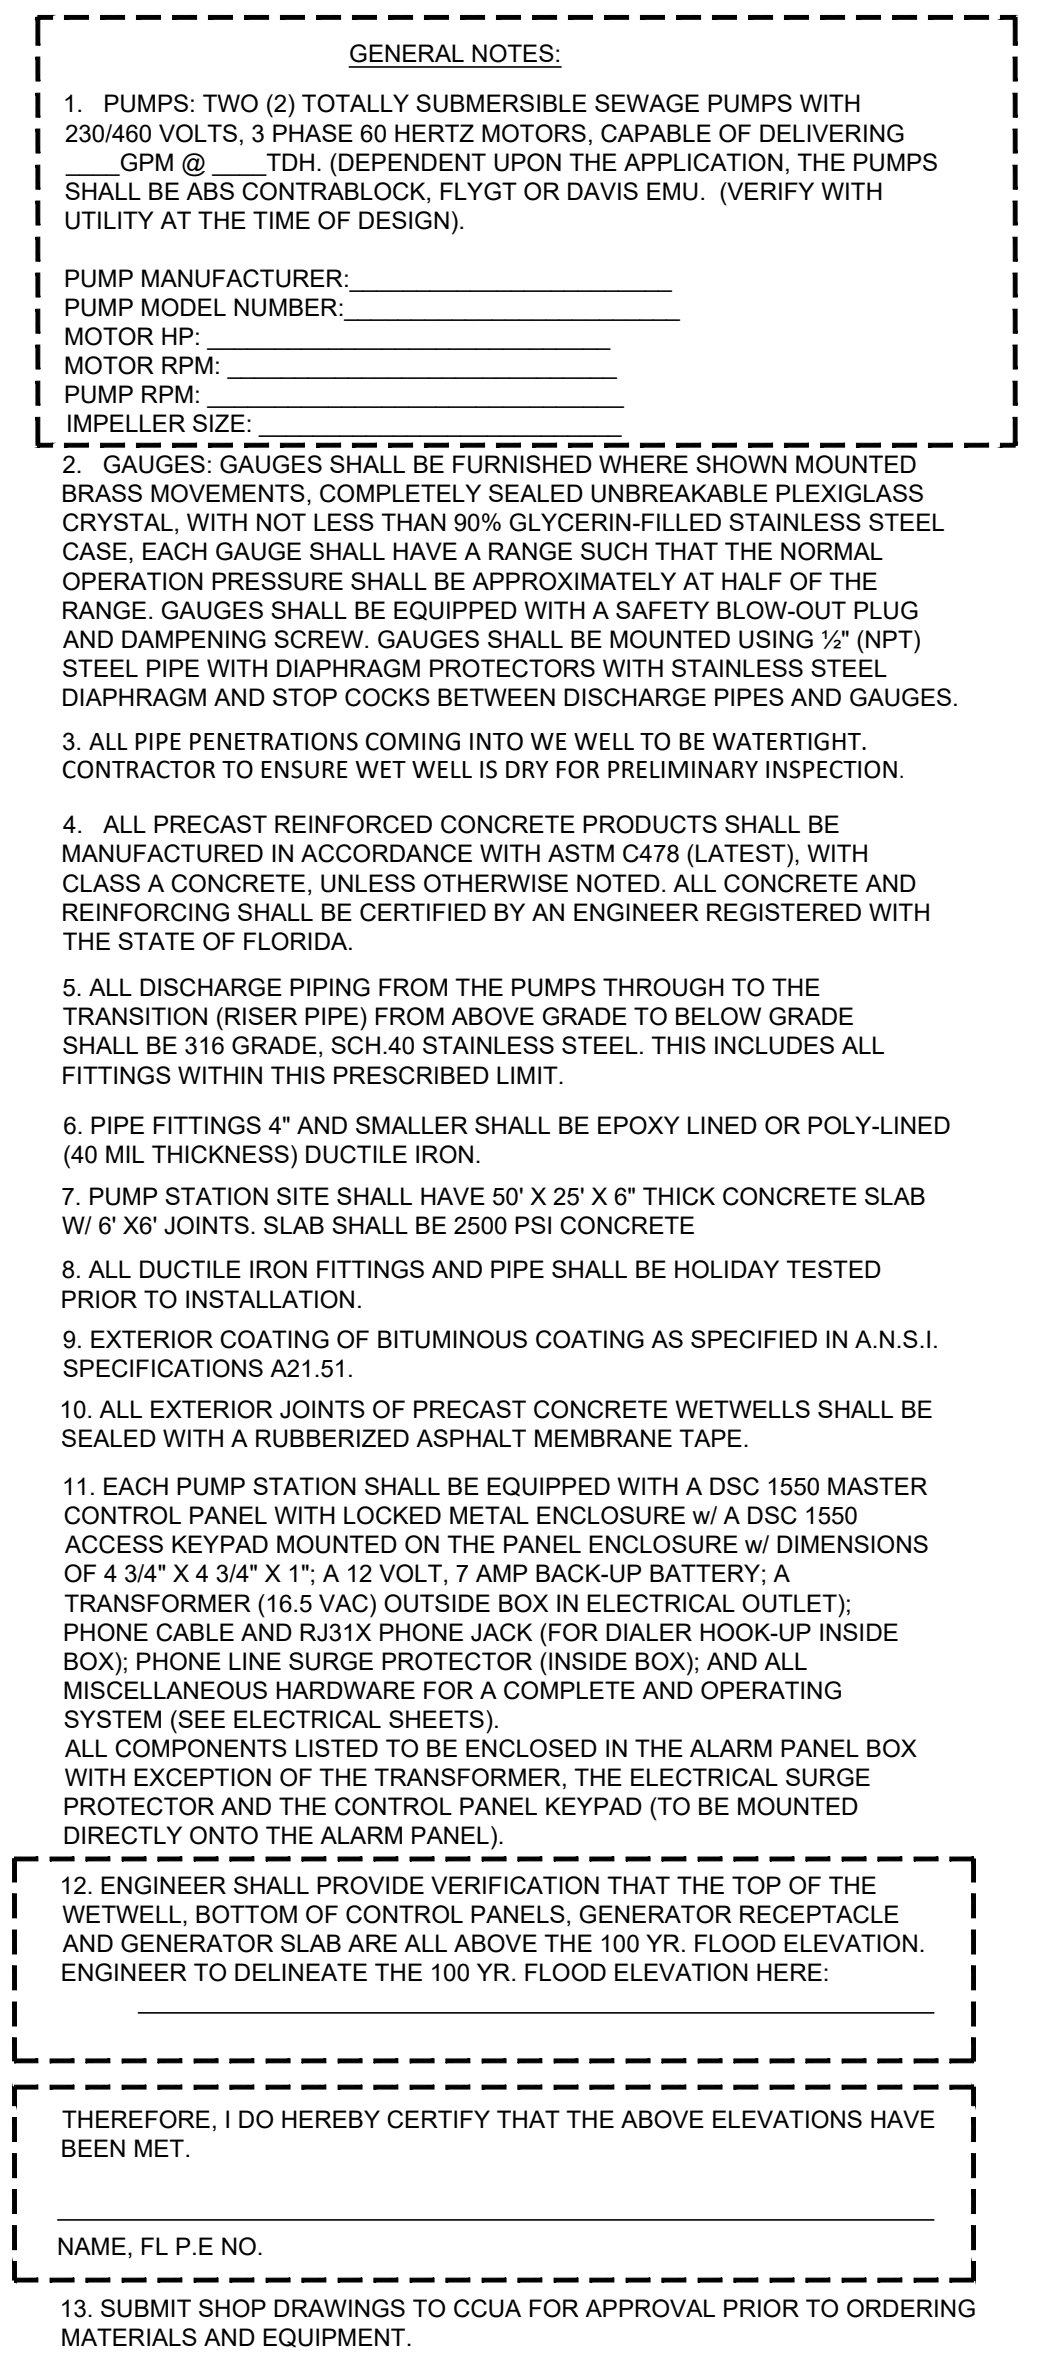 GENERAL NOTES:
1. PUMPS: TWO (2) TOTALLY SUBMERSIBLE SEWAGE PUMPS WITH
230/460 VOLTS, 3 PHASE 60 HERTZ MOTORS, CAPABLE OF DELIVERING
____GPM @ ____TDH. (DEPENDENT UPON THE APPLICATION, THE PUMPS
SHALL BE ABS CONTRABLOCK, FLYGT OR DAVIS EMU. (VERIFY WITH
UTILITY AT THE TIME OF DESIGN).
PUMP MANUFACTURER:________________________
PUMP MODEL NUMBER:_________________________
MOTOR HP: ______________________________
MOTOR RPM: _____________________________
PUMP RPM: _______________________________
IMPELLER SIZE: ___________________________
2. GAUGES: GAUGES SHALL BE FURNISHED WHERE SHOWN MOUNTED
BRASS MOVEMENTS, COMPLETELY SEALED UNBREAKABLE PLEXIGLASS
CRYSTAL, WITH NOT LESS THAN 90% GLYCERIN-FILLED STAINLESS STEEL
CASE, EACH GAUGE SHALL HAVE A RANGE SUCH THAT THE NORMAL
OPERATION PRESSURE SHALL BE APPROXIMATELY AT HALF OF THE
RANGE. GAUGES SHALL BE EQUIPPED WITH A SAFETY BLOW-OUT PLUG
AND DAMPENING SCREW. GAUGES SHALL BE MOUNTED USING ½" (NPT)
STEEL PIPE WITH DIAPHRAGM PROTECTORS WITH STAINLESS STEEL
DIAPHRAGM AND STOP COCKS BETWEEN DISCHARGE PIPES AND GAUGES.
3. ALL PIPE PENETRATIONS COMING INTO WE WELL TO BE WATERTIGHT.
CONTRACTOR TO ENSURE WET WELL IS DRY FOR PRELIMINARY INSPECTION.
4. ALL PRECAST REINFORCED CONCRETE PRODUCTS SHALL BE
MANUFACTURED IN ACCORDANCE WITH ASTM C478 (LATEST), WITH
CLASS A CONCRETE, UNLESS OTHERWISE NOTED. ALL CONCRETE AND
REINFORCING SHALL BE CERTIFIED BY AN ENGINEER REGISTERED WITH
THE STATE OF FLORIDA.
5. ALL DISCHARGE PIPING FROM THE PUMPS THROUGH TO THE
TRANSITION (RISER PIPE) FROM ABOVE GRADE TO BELOW GRADE
SHALL BE 316 GRADE, SCH.40 STAINLESS STEEL. THIS INCLUDES ALL
FITTINGS WITHIN THIS PRESCRIBED LIMIT.
6. PIPE FITTINGS 4" AND SMALLER SHALL BE EPOXY LINED OR POLY-LINED
(40 MIL THICKNESS) DUCTILE IRON.
7. PUMP STATION SITE SHALL HAVE 50' X 25' X 6" THICK CONCRETE SLAB
W/ 6' X6' JOINTS. SLAB SHALL BE 2500 PSI CONCRETE
8. ALL DUCTILE IRON FITTINGS AND PIPE SHALL BE HOLIDAY TESTED
PRIOR TO INSTALLATION.
9. EXTERIOR COATING OF BITUMINOUS COATING AS SPECIFIED IN A.N.S.I.
SPECIFICATIONS A21.51.
10. ALL EXTERIOR JOINTS OF PRECAST CONCRETE WETWELLS SHALL BE
SEALED WITH A RUBBERIZED ASPHALT MEMBRANE TAPE.
11. EACH PUMP STATION SHALL BE EQUIPPED WITH A DSC 1550 MASTER
CONTROL PANEL WITH LOCKED METAL ENCLOSURE w/ A DSC 1550
ACCESS KEYPAD MOUNTED ON THE PANEL ENCLOSURE w/ DIMENSIONS
OF 4 3/4" X 4 3/4" X 1"; A 12 VOLT, 7 AMP BACK-UP BATTERY; A
TRANSFORMER (16.5 VAC) OUTSIDE BOX IN ELECTRICAL OUTLET);
PHONE CABLE AND RJ31X PHONE JACK (FOR DIALER HOOK-UP INSIDE
BOX); PHONE LINE SURGE PROTECTOR (INSIDE BOX); AND ALL
MISCELLANEOUS HARDWARE FOR A COMPLETE AND OPERATING
SYSTEM (SEE ELECTRICAL SHEETS).
ALL COMPONENTS LISTED TO BE ENCLOSED IN THE ALARM PANEL BOX
WITH EXCEPTION OF THE TRANSFORMER, THE ELECTRICAL SURGE
PROTECTOR AND THE CONTROL PANEL KEYPAD (TO BE MOUNTED
DIRECTLY ONTO THE ALARM PANEL).
12. ENGINEER SHALL PROVIDE VERIFICATION THAT THE TOP OF THE
WETWELL, BOTTOM OF CONTROL PANELS, GENERATOR RECEPTACLE
AND GENERATOR SLAB ARE ALL ABOVE THE 100 YR. FLOOD ELEVATION.
ENGINEER TO DELINEATE THE 100 YR. FLOOD ELEVATION HERE:
THEREFORE, I DO HEREBY CERTIFY THAT THE ABOVE ELEVATIONS HAVE
BEEN MET.
NAME, FL P.E NO.
13. SUBMIT SHOP DRAWINGS TO CCUA FOR APPROVAL PRIOR TO ORDERING
MATERIALS AND EQUIPMENT.